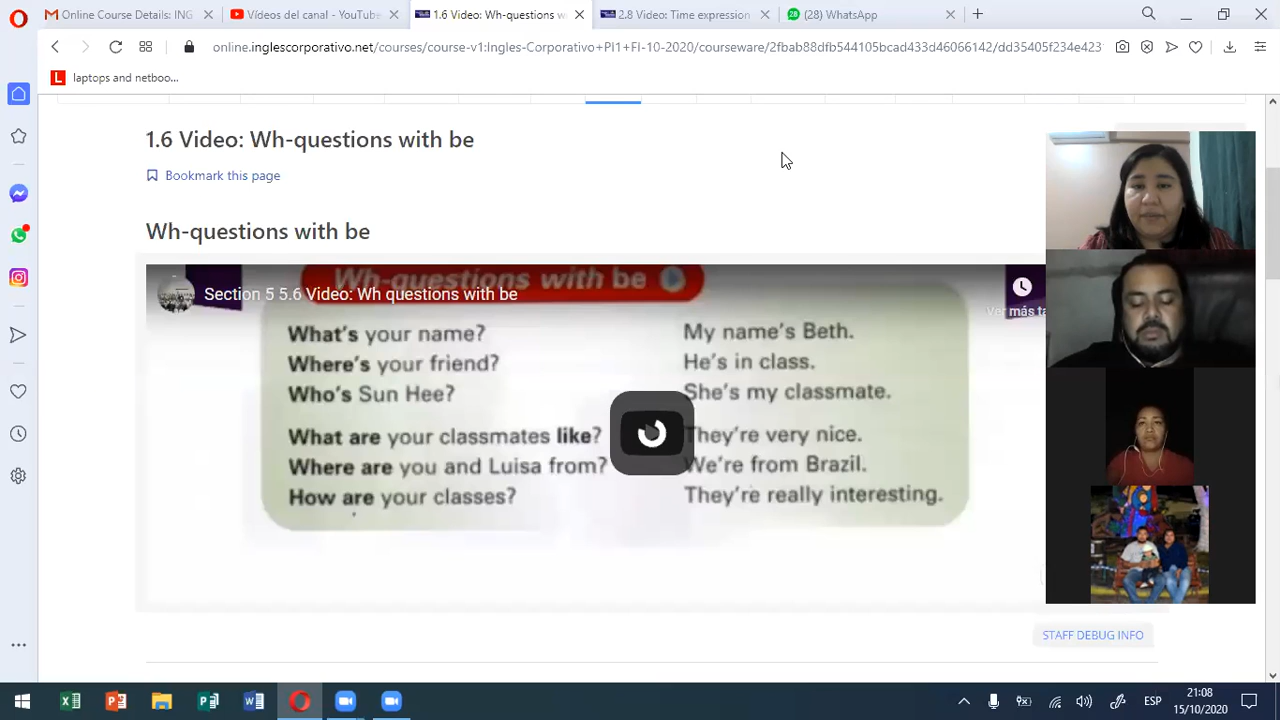 Online Course Details: ING
Vídeos del canal - YouTube
1.6 Video: Wh-questions w
2.8 Video: Time expression
(28) WhatsApp
online.inglescorporativo.net/courses/course-v1:Ingles-Corporativo+PI1+FI-10-2020/courseware/2fbab88dfb544105bcad433d46066142/dd35405f234e423
L laptops and netboo...
1.6 Video: Wh-questions with be
Bookmark this page
Wh-questions with be
Wh-questions with be
Section 5 5.6 Video: Wh questions with be
Ver más ta
What's your name? My name's Beth.
Where's your friend? He's in class.
Who's Sun Hee? She's my classmate.
What are your classmates like? They're very nice.
Where are you and Luisa from? We're from Brazil.
How are your classes? They're really interesting.
STAFF DEBUG INFO
ESP
21:08
15/10/2020